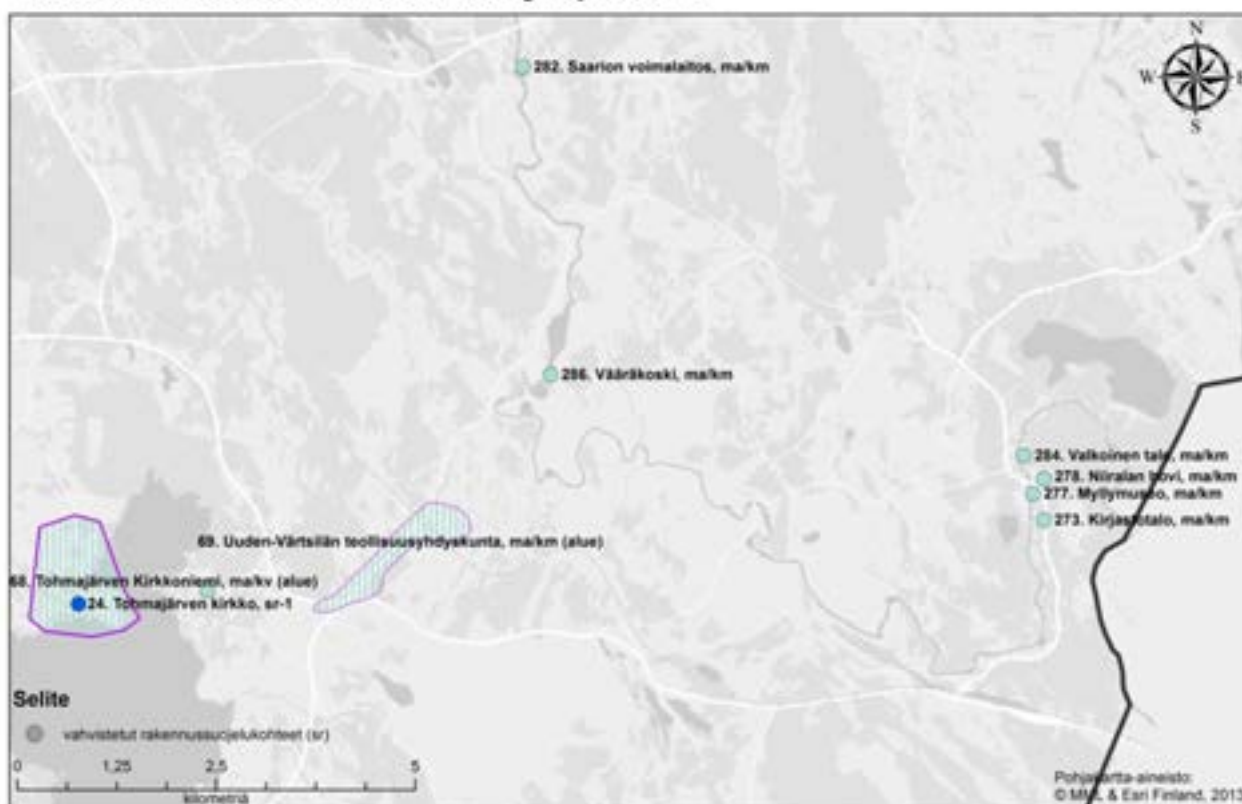 N
W E
S
282. Saarion voimalaitos, ma/km
286. Vääräkoski, ma/km
284. Valkoinen talo, ma/km
278. Niiralan hovi, ma/km
277. Myllymuseo, ma/km
273. Kirjastotalo, ma/km
69. Uuden-Värtsilän teollisuusyhdyskunta, ma/km (alue)
68. Tohmajärven Kirkkoniemi, ma/kv (alue)
24. Tohmajärven kirkko, sr-1
Selite
vahvistetut rakennussuojelukohteet (sr)
0 1,25 2,5 5
kilometriä
Pohjakartta-aineisto:
© MML & Esri Finland, 2013